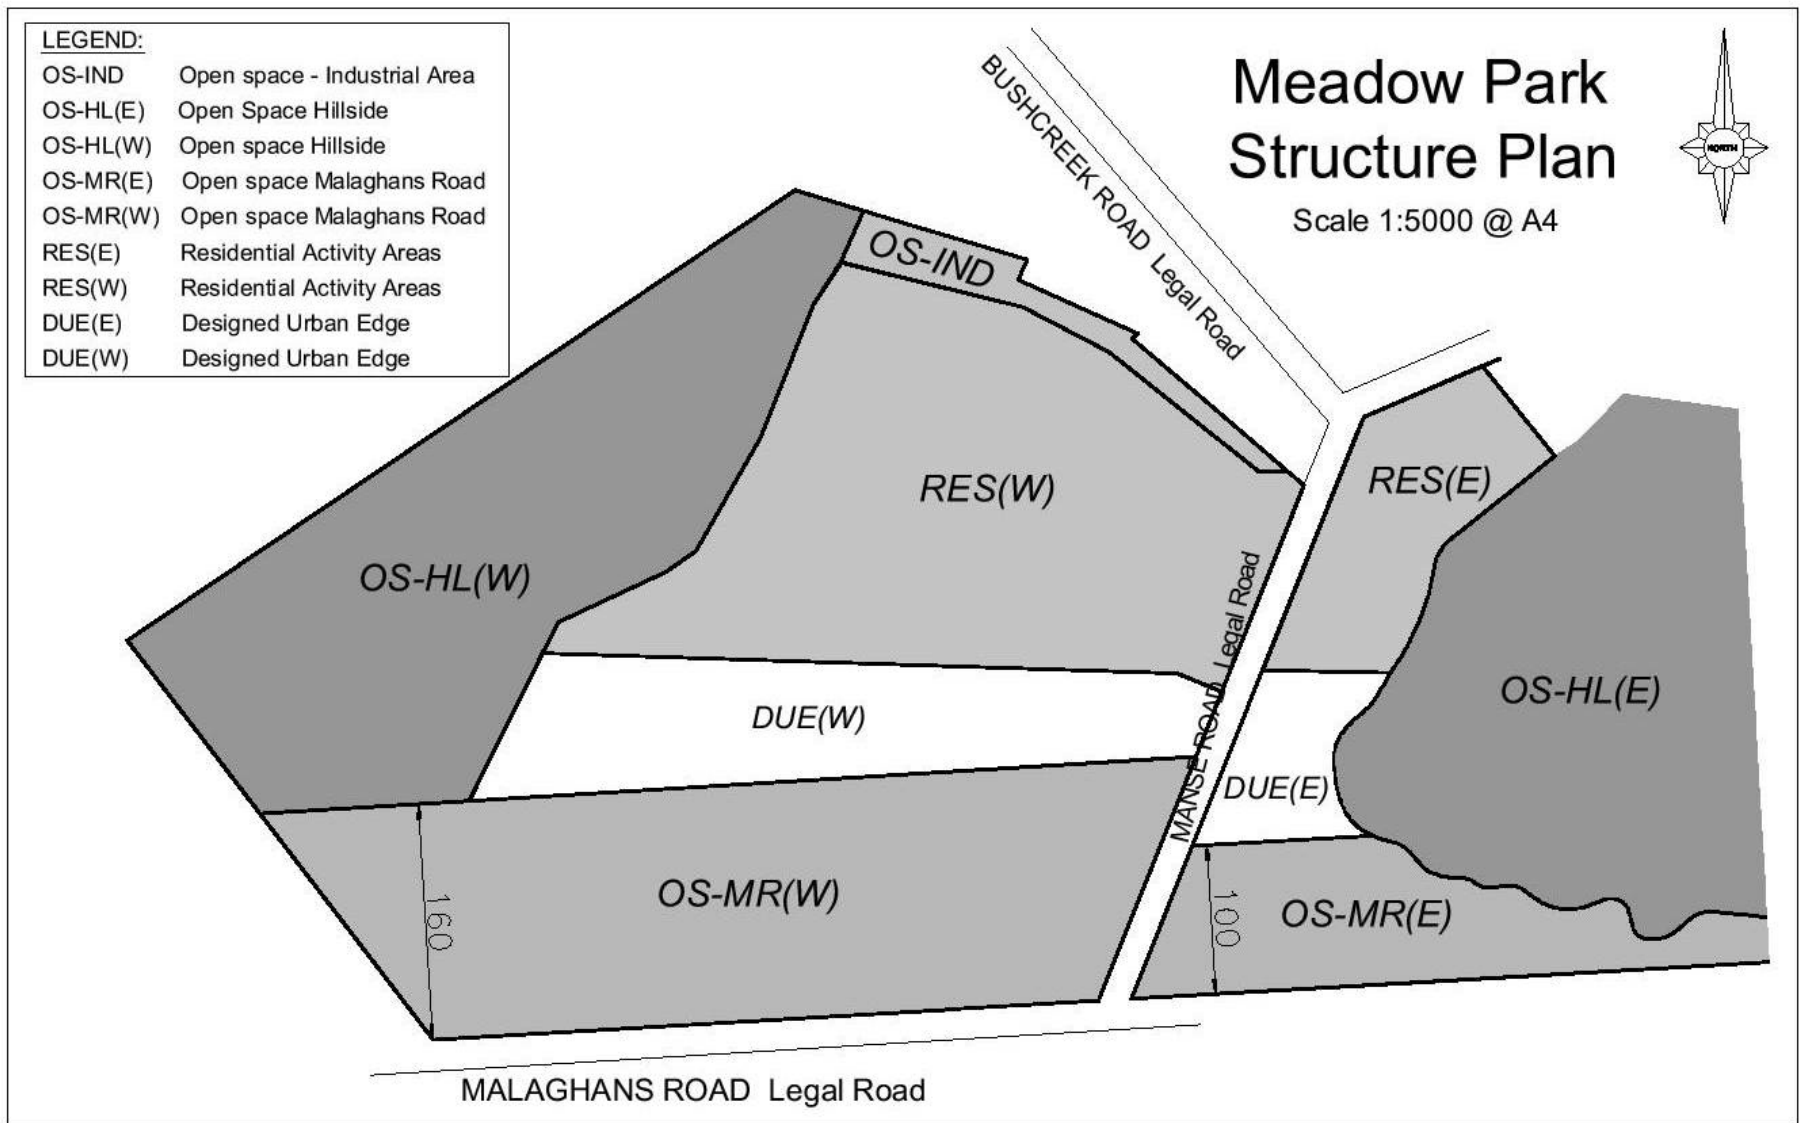 LEGEND:
OS-IND Open space - Industrial Area
OS-HL(E) Open Space Hillside
OS-HL(W) Open space Hillside
OS-MR(E) Open space Malaghans Road
OS-MR(W) Open space Malaghans Road
RES(E) Residential Activity Areas
RES(W) Residential Activity Areas
DUE(E) Designed Urban Edge
DUE(W) Designed Urban Edge
Meadow Park
Structure Plan
Scale 1:5000 @ A4
NORTH
BUSHCREEK ROAD Legal Road
OS-IND
RES(W)
RES(E)
OS-HL(W)
MANSE ROAD Legal Road
OS-HL(E)
DUE(W)
DUE(E)
OS-MR(W)
160
100
OS-MR(E)
MALAGHANS ROAD Legal Road